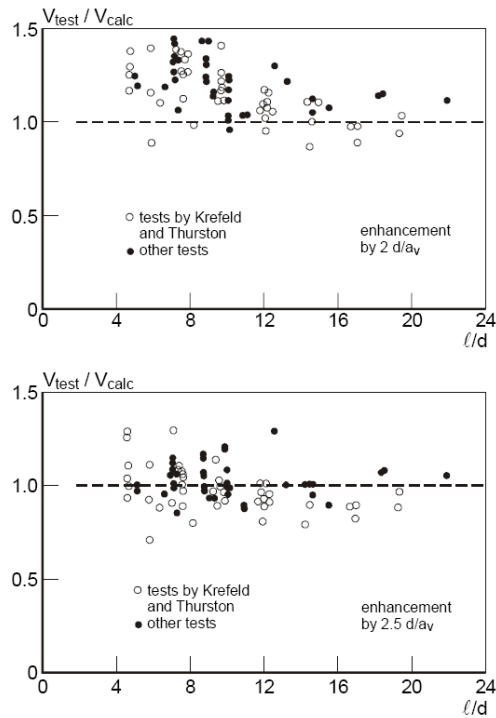 V_test / V_calc
1.5
1.0
0.5
0
tests by Krefeld
and Thurston
other tests
enhancement
by 2 d/a_v
0 4 8 12 16 20 24
ℓ/d
V_test / V_calc
1.5
1.0
0.5
0
tests by Krefeld
and Thurston
other tests
enhancement
by 2.5 d/a_v
0 4 8 12 16 20 24
ℓ/d